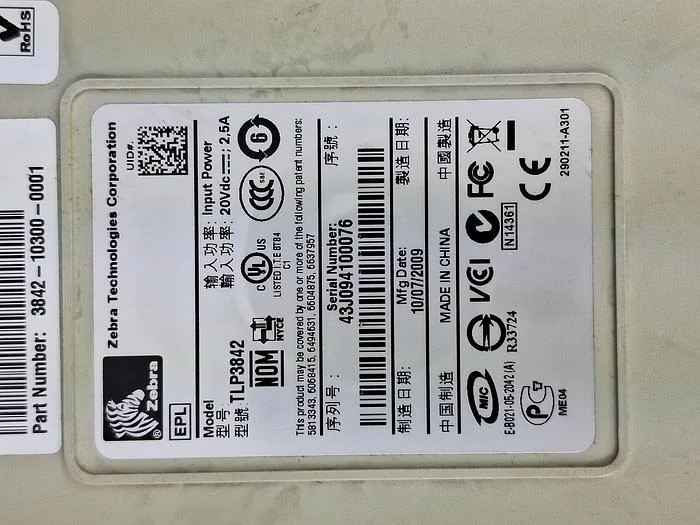 RoHS
Part Number: 3842-10300-0001
Zebra
Zebra Technologies Corporation
UID#.
EPL
Model
型号:
型號:
TLP3842
输入功率: Input Power
輸入功率: 20Vdc⎓; 2,5A
NOM
NYCE
C UL US
LISTED I.T.E 8T84
C1
CCC
S&E
6
This product may be covered by one or more of the following patent numbers:
5813343, 6068415, 6494631, 6604875, 6637957
序列号:
Serial Number:
43J094100076
序號:
制造日期:
Mfg Date:
10/07/2009
製造日期:
中国制造
MADE IN CHINA
中國製造
MIC
E-B021-05-2042 (A)
R33724
VCI
N14361
FC
CE
PC
ME04
290211-A301